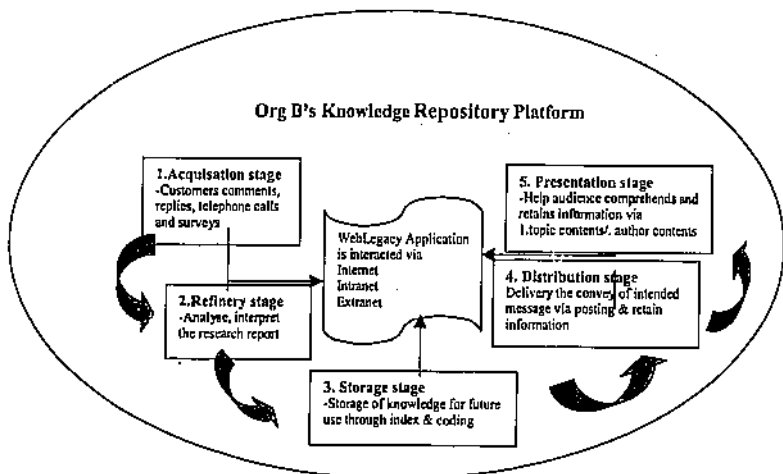 Org B's Knowledge Repository Platform
1.Acquisation stage
-Customers comments,
replies, telephone calls
and surveys
2.Refinery stage
- Analyse, interpret
the research report
WebLegacy Application
is interacted via
Internet
Intranet
Extranet
3. Storage stage
-Storage of knowledge for future
use through index & coding
5. Presentation stage
-Help audience comprehends and
retains information via
1.topic contents/. author contents
4. Distribution stage
Delivery the convey of intended
message via posting & retain
information